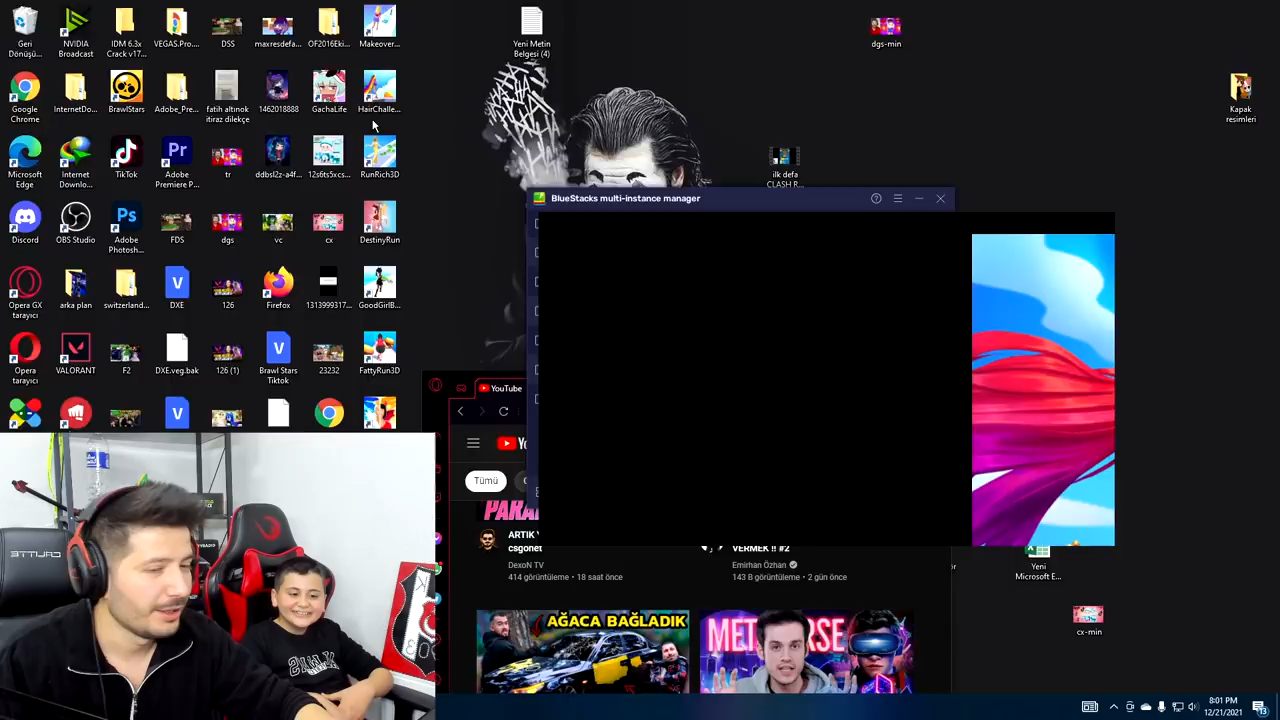 Geri
Dönüşü...
NVIDIA
Broadcast
IDM 6.3x
Crack v17...
VEGAS.Pro....
DSS
maxresdefa...
OF2016Eki...
Makeover...
Yeni Metin
Belgesi (4)
dgs-min
Google
Chrome
InternetDo...
BrawlStars
Adobe_Pre...
fatih altınok
itiraz dilekçe
1462018888
GachaLife
HairChalle...
Kapak
resimleri
Microsoft
Edge
Internet
Downlo...
TikTok
Adobe
Premiere P...
tr
ddbsl2z-a4f...
12s6ts5xcs...
RunRich3D
ilk defa
CLASH R...
BlueStacks multi-instance manager
Discord
OBS Studio
Adobe
Photosh...
FDS
dgs
vc
cx
DestinyRun
Opera GX
tarayıcı
arka plan
switzerland...
DXE
126
Firefox
1313999317...
GoodGirlB...
Opera
tarayıcı
VALORANT
F2
DXE.veg.bak
126 (1)
Brawl Stars
Tiktok
23232
FattyRun3D
YouTube
Tümü
ARTIK Y
csgonet
DexoN TV
414 görüntüleme • 18 saat önce
VERMEK !! #2
Emirhan Özhan
143 B görüntüleme • 2 gün önce
AĞACA BAĞLADIK
Yeni
Microsoft E...
cx-min
8:01 PM
12/21/2021
13